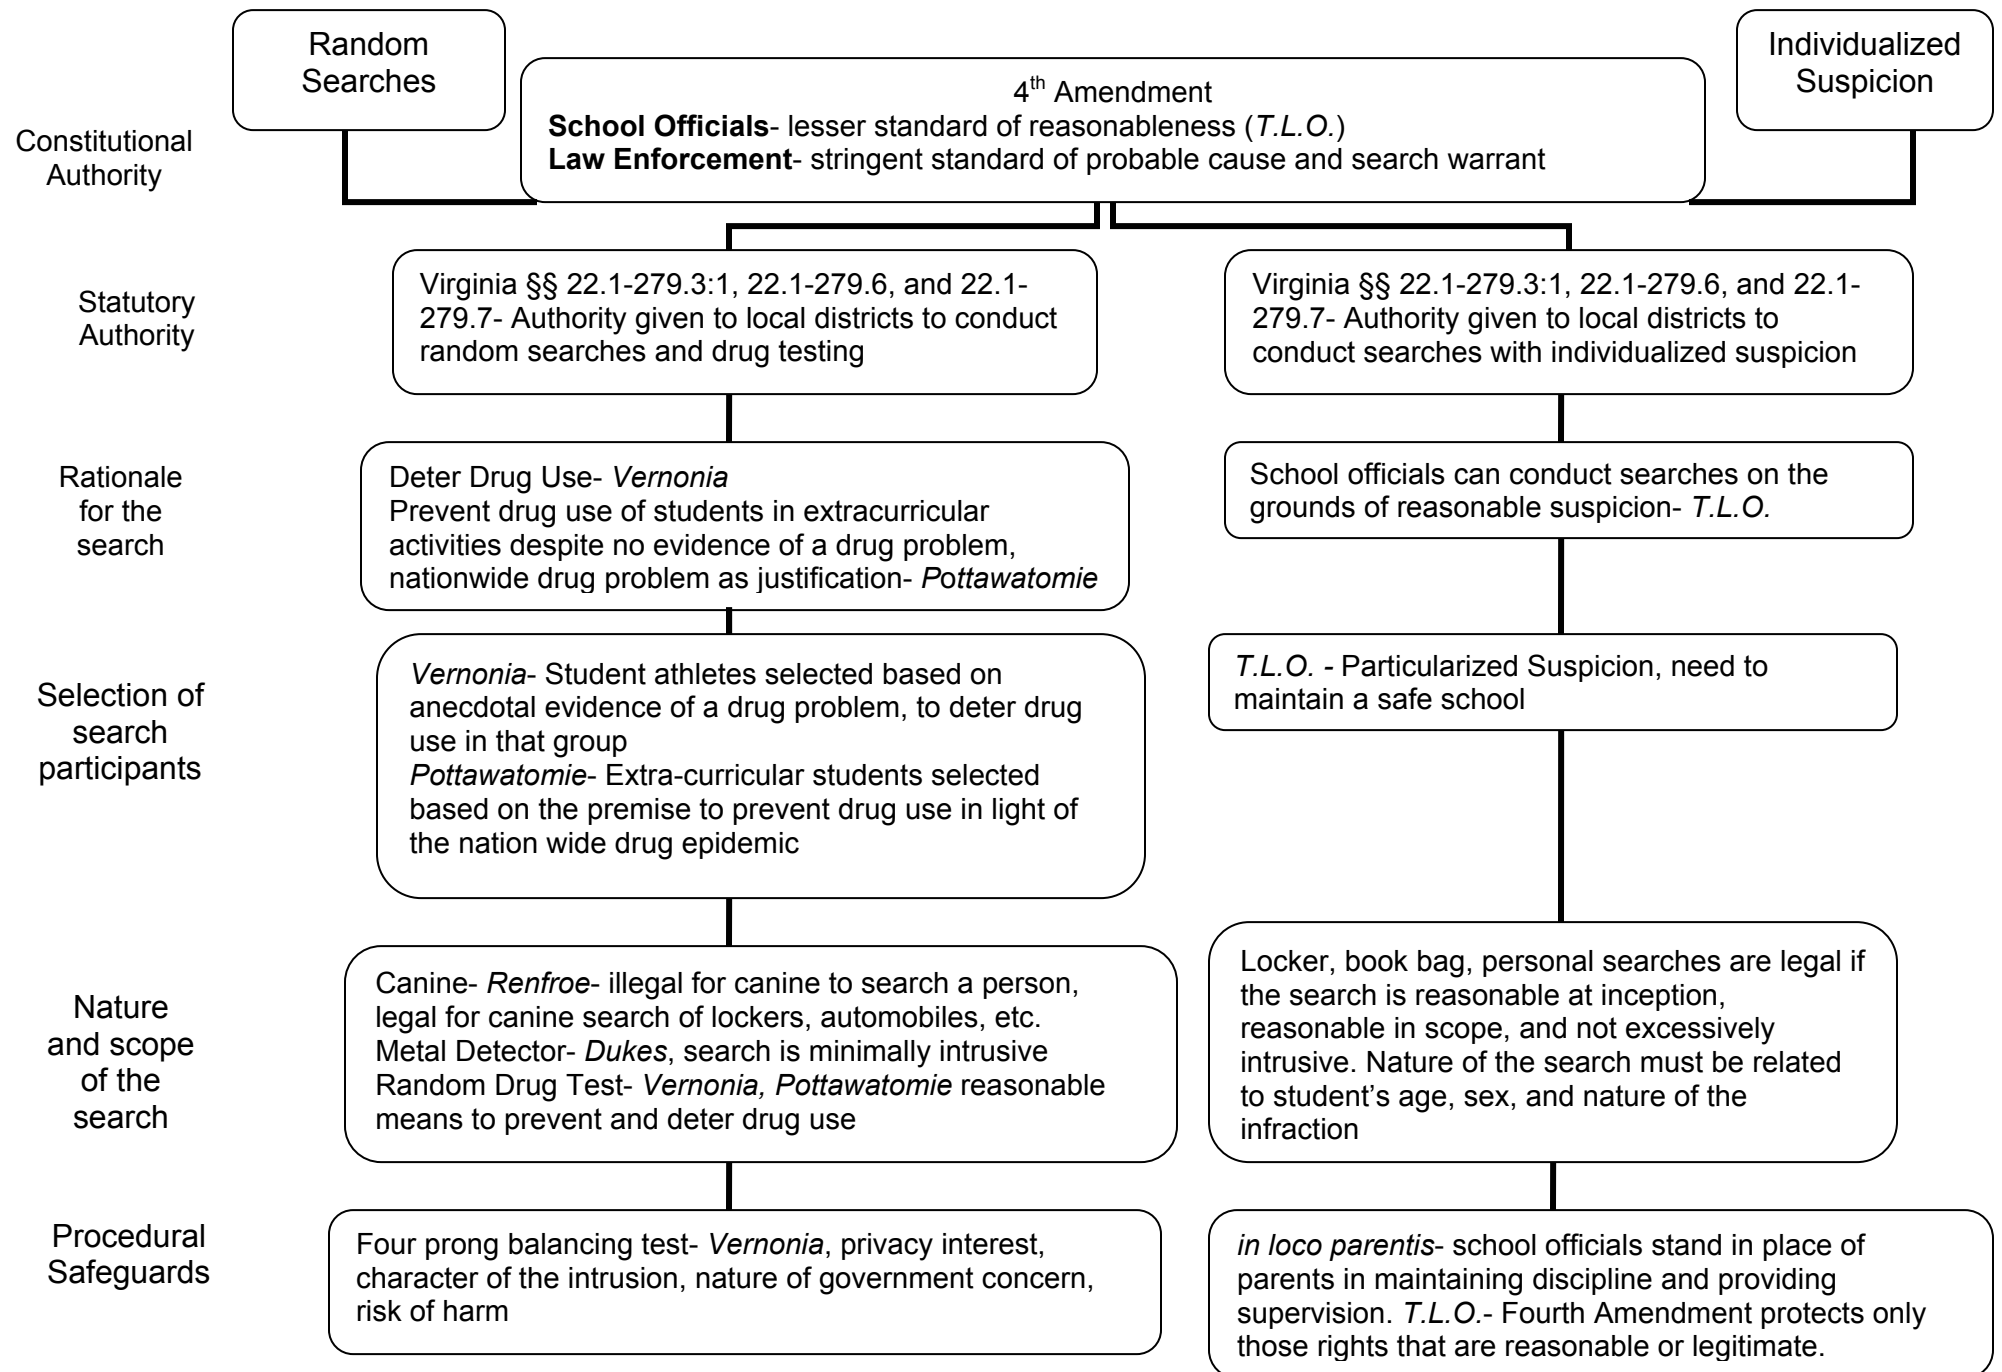 Random
Searches
Individualized
Suspicion
Constitutional
Authority
4th Amendment
School Officials- lesser standard of reasonableness (T.L.O.)
Law Enforcement- stringent standard of probable cause and search warrant
Statutory
Authority
Virginia §§ 22.1-279.3:1, 22.1-279.6, and 22.1-
279.7- Authority given to local districts to conduct
random searches and drug testing
Virginia §§ 22.1-279.3:1, 22.1-279.6, and 22.1-
279.7- Authority given to local districts to
conduct searches with individualized suspicion
Rationale
for the
search
Deter Drug Use- Vernonia
Prevent drug use of students in extracurricular
activities despite no evidence of a drug problem,
nationwide drug problem as justification- Pottawatomie
School officials can conduct searches on the
grounds of reasonable suspicion- T.L.O.
Selection of
search
participants
Vernonia- Student athletes selected based on
anecdotal evidence of a drug problem, to deter drug
use in that group
Pottawatomie- Extra-curricular students selected
based on the premise to prevent drug use in light of
the nation wide drug epidemic
T.L.O. - Particularized Suspicion, need to
maintain a safe school
Nature
and scope
of the
search
Canine- Renfroe- illegal for canine to search a person,
legal for canine search of lockers, automobiles, etc.
Metal Detector- Dukes, search is minimally intrusive
Random Drug Test- Vernonia, Pottawatomie reasonable
means to prevent and deter drug use
Locker, book bag, personal searches are legal if
the search is reasonable at inception,
reasonable in scope, and not excessively
intrusive. Nature of the search must be related
to student’s age, sex, and nature of the
infraction
Procedural
Safeguards
Four prong balancing test- Vernonia, privacy interest,
character of the intrusion, nature of government concern,
risk of harm
in loco parentis- school officials stand in place of
parents in maintaining discipline and providing
supervision. T.L.O.- Fourth Amendment protects only
those rights that are reasonable or legitimate.